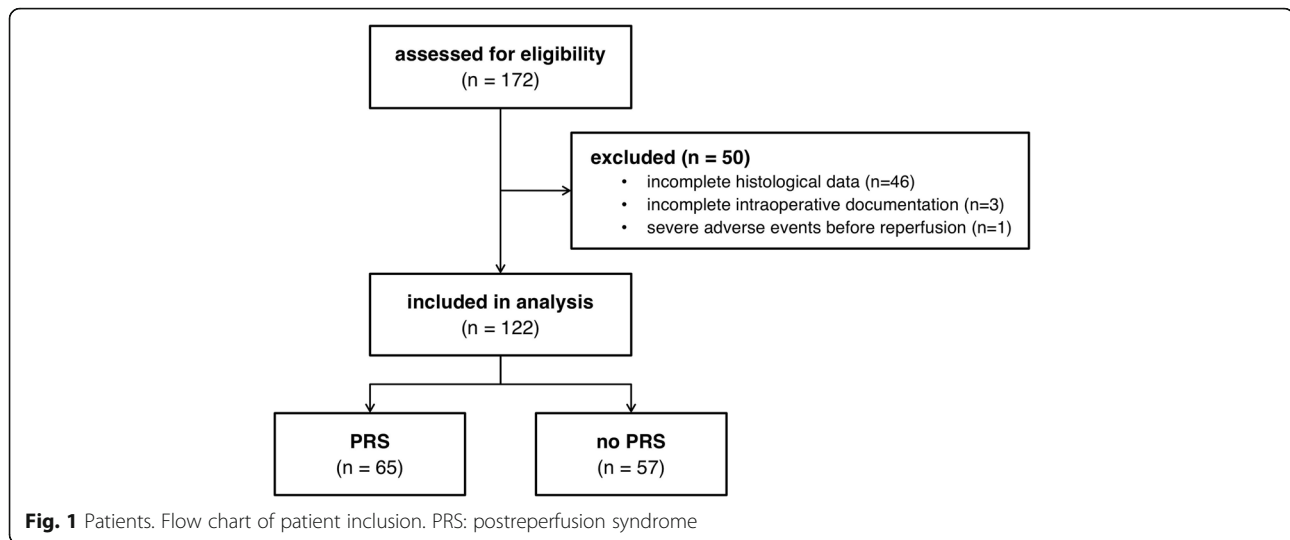 assessed for eligibility
(n = 172)
excluded (n = 50)
• incomplete histological data (n=46)
• incomplete intraoperative documentation (n=3)
• severe adverse events before reperfusion (n=1)
included in analysis
(n = 122)
PRS
(n = 65)
no PRS
(n = 57)
Fig. 1 Patients. Flow chart of patient inclusion. PRS: postreperfusion syndrome